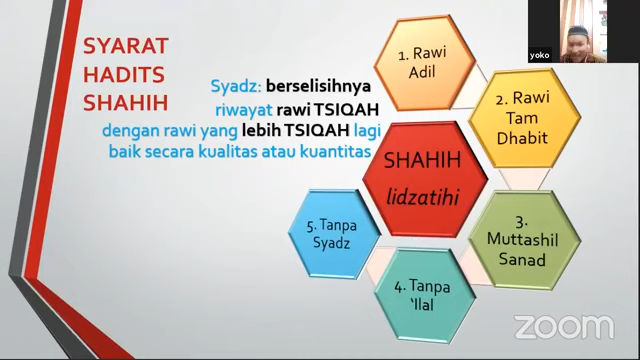 SYARAT
HADITS
SHAHIH
Syadz: berselisihnya
riwayat rawi TSIQAH
dengan rawi yang lebih TSIQAH lagi
baik secara kualitas atau kuantitas
1. Rawi
Adil
2. Rawi
Tam
Dhabit
SHAHIH
lidzatihi
3.
Muttashil
Sanad
4. Tanpa
'Ilal
5. Tanpa
Syadz
yoko
zoom